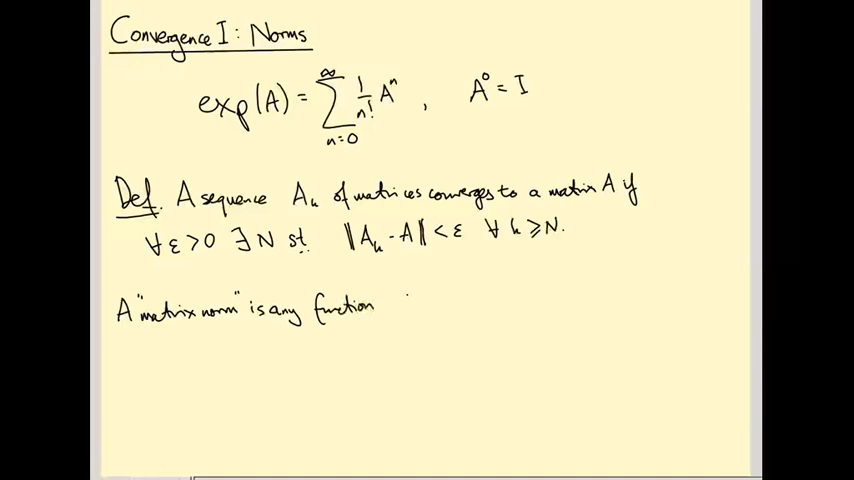 Convergence I: Norms
exp(A) = ∑_{n=0}^{∞} 1/n! A^n , A^0 = I
Def. A sequence A_k of matrices converges to a matrix A if
∀ ε > 0 ∃ N st. ‖A_k - A‖ < ε ∀ k ⩾ N.
A "matrix norm" is any function